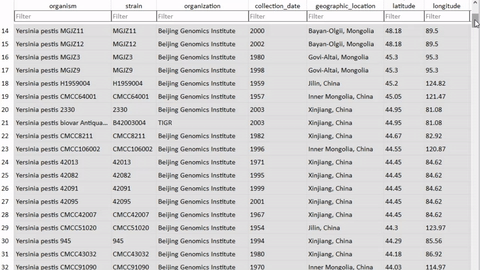 organism strain organization collection_date geographic_location latitude longitude
Filter Filter Filter Filter Filter Filter Filter
14 Yersinia pestis MGJZ11 MGJZ11 Beijing Genomics Institute 2000 Bayan-Olgii, Mongolia 48.18 89.5
15 Yersinia pestis MGJZ12 MGJZ12 Beijing Genomics Institute 2002 Bayan-Olgii, Mongolia 48.18 89.5
16 Yersinia pestis MGJZ3 MGJZ3 Beijing Genomics Institute 1980 Govi-Altai, Mongolia 45.3 95.3
17 Yersinia pestis MGJZ9 MGJZ9 Beijing Genomics Institute 1998 Govi-Altai, Mongolia 45.3 95.3
18 Yersinia pestis H1959004 H1959004 Beijing Genomics Institute 1959 Jilin, China 45.2 124.82
19 Yersinia pestis CMCC64001 CMCC64001 Beijing Genomics Institute 1957 Inner Mongolia, China 45.05 121.47
20 Yersinia pestis 2330 2330 Beijing Genomics Institute 2003 Xinjiang, China 44.95 81.08
21 Yersinia pestis biovar Antiqua... B42003004 TIGR 2003 Xinjiang, China 44.95 81.08
22 Yersinia pestis CMCC8211 CMCC8211 Beijing Genomics Institute 1982 Xinjiang, China 44.67 82.92
23 Yersinia pestis CMCC106002 CMCC106002 Beijing Genomics Institute 1996 Inner Mongolia, China 44.55 120.87
24 Yersinia pestis 42013 42013 Beijing Genomics Institute 1971 Xinjiang, China 44.45 84.62
25 Yersinia pestis 42082 42082 Beijing Genomics Institute 1995 Xinjiang, China 44.45 84.62
26 Yersinia pestis 42091 42091 Beijing Genomics Institute 1999 Xinjiang, China 44.45 84.62
27 Yersinia pestis 42095 42095 Beijing Genomics Institute 2001 Xinjiang, China 44.45 84.62
28 Yersinia pestis CMCC42007 CMCC42007 Beijing Genomics Institute 1967 Xinjiang, China 44.45 84.62
29 Yersinia pestis CMCC51020 CMCC51020 Beijing Genomics Institute 1954 Jilin, China 44.3 123.97
30 Yersinia pestis 945 945 Beijing Genomics Institute 1994 Xinjiang, China 44.29 85.56
31 Yersinia pestis CMCC43032 CMCC43032 Beijing Genomics Institute 1980 Xinjiang, China 44.18 86.92
32 Yersinia pestis CMCC91090 CMCC91090 Beijing Genomics Institute 1970 Inner Mongolia, China 44.13 114.97